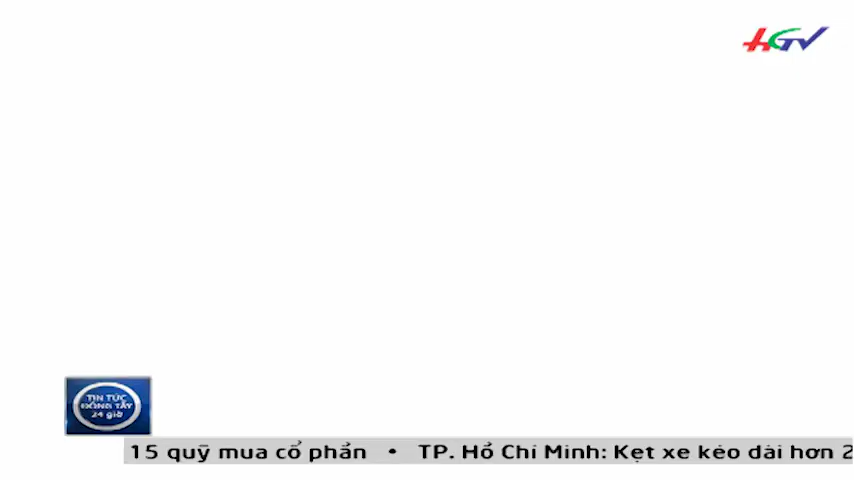 HGTV
TIN TỨC
ĐÔNG TÂY
24 giờ
15 quỹ mua cổ phần • TP. Hồ Chí Minh: Kẹt xe kéo dài hơn 2